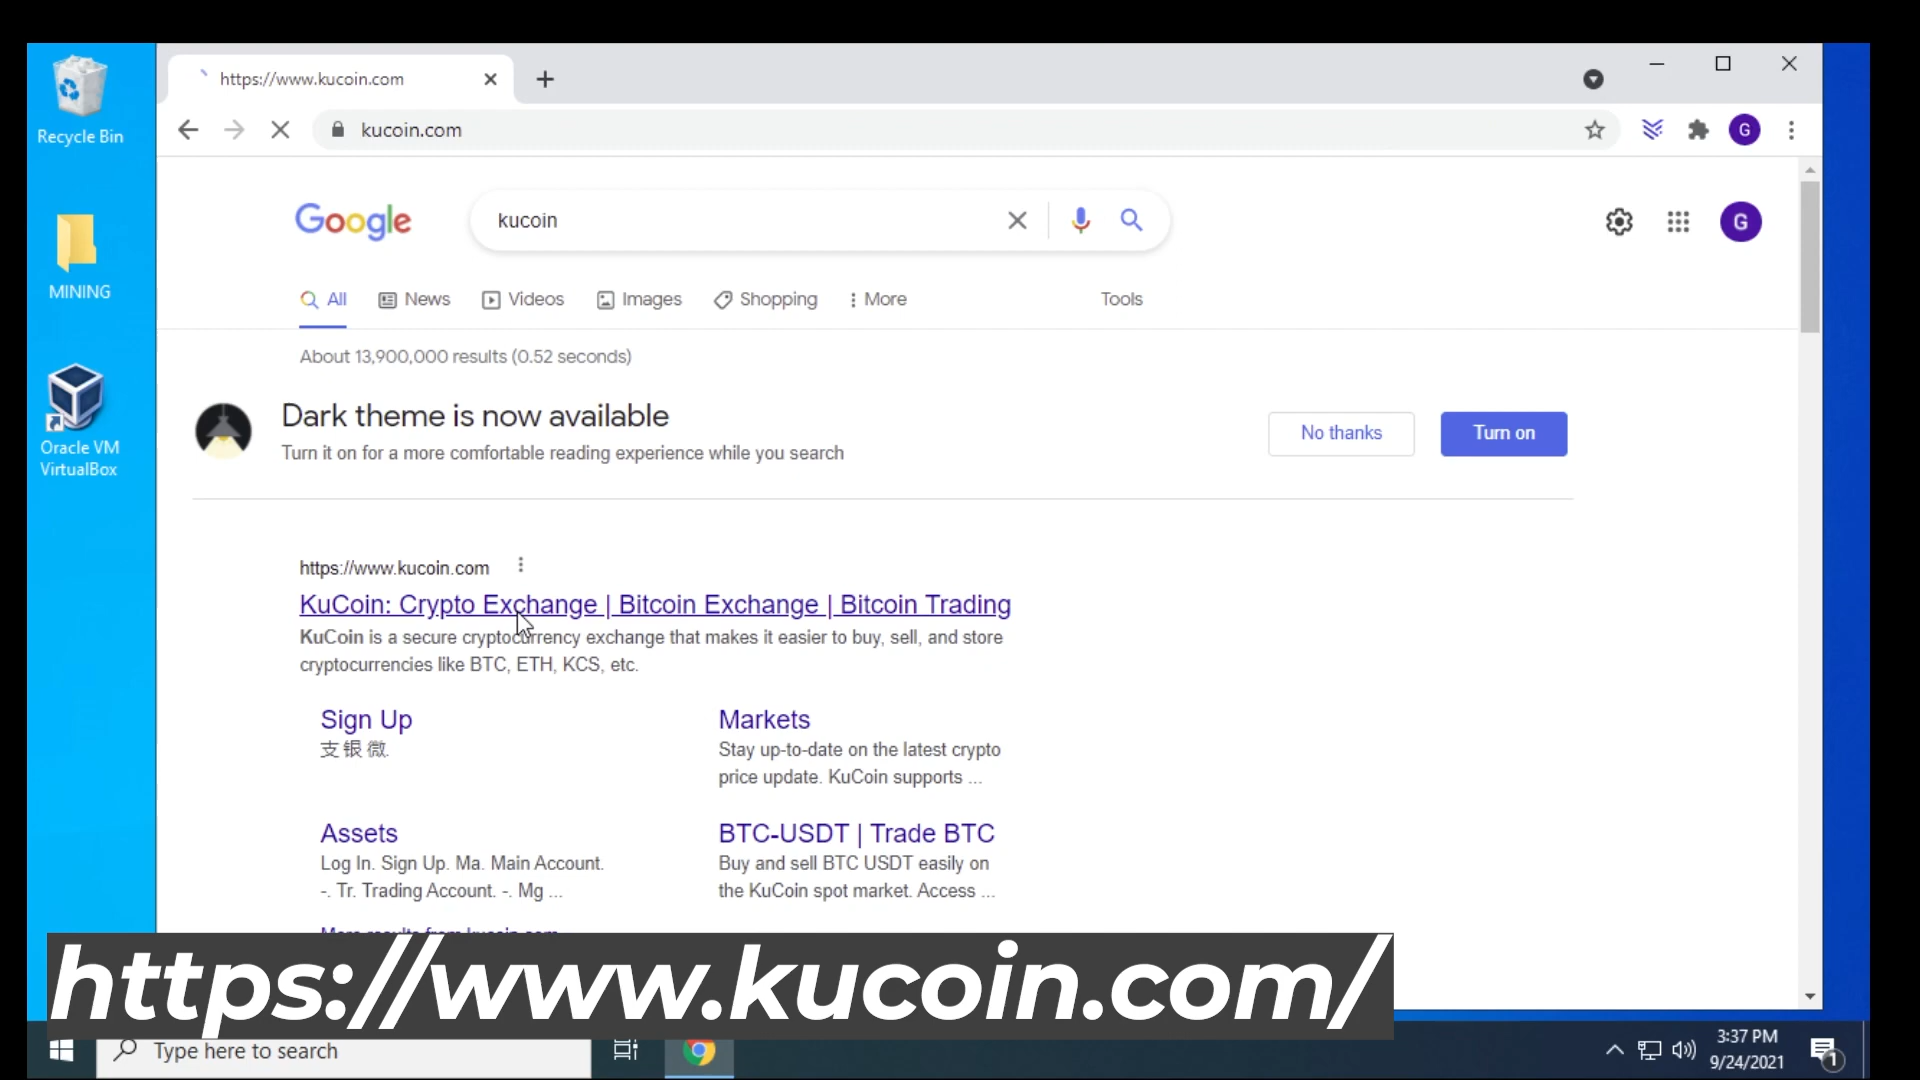 https://www.kucoin.com
kucoin.com
G
Recycle Bin
MINING
Oracle VM
VirtualBox
Google
kucoin
G
All
News
Videos
Images
Shopping
More
Tools
About 13,900,000 results (0.52 seconds)
Dark theme is now available
Turn it on for a more comfortable reading experience while you search
No thanks
Turn on
https://www.kucoin.com
KuCoin: Crypto Exchange | Bitcoin Exchange | Bitcoin Trading
KuCoin is a secure cryptocurrency exchange that makes it easier to buy, sell, and store
cryptocurrencies like BTC, ETH, KCS, etc.
Sign Up
支 银 微.
Markets
Stay up-to-date on the latest crypto
price update. KuCoin supports ...
Assets
Log In. Sign Up. Ma. Main Account.
-. Tr. Trading Account. -. Mg ...
BTC-USDT | Trade BTC
Buy and sell BTC USDT easily on
the KuCoin spot market. Access ...
More results from kucoin.com
https://www.kucoin.com/
Type here to search
3:37 PM
9/24/2021
1